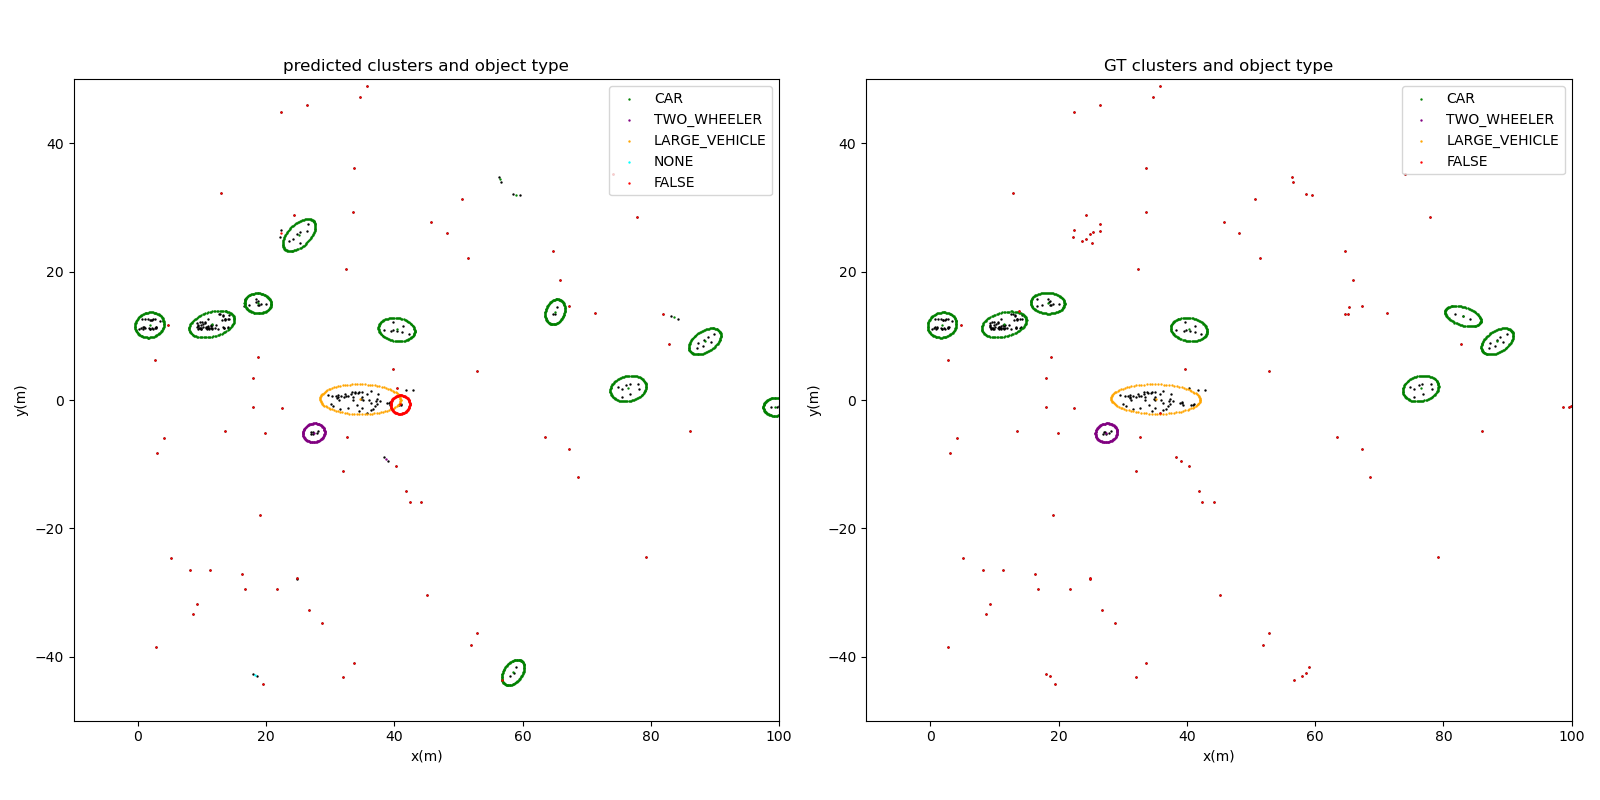 predicted clusters and object type
CAR
TWO_WHEELER
LARGE_VEHICLE
NONE
FALSE
40
20
0
−20
−40
y(m)
0
20
40
60
80
100
x(m)
GT clusters and object type
CAR
TWO_WHEELER
LARGE_VEHICLE
FALSE
40
20
0
−20
−40
y(m)
0
20
40
60
80
100
x(m)